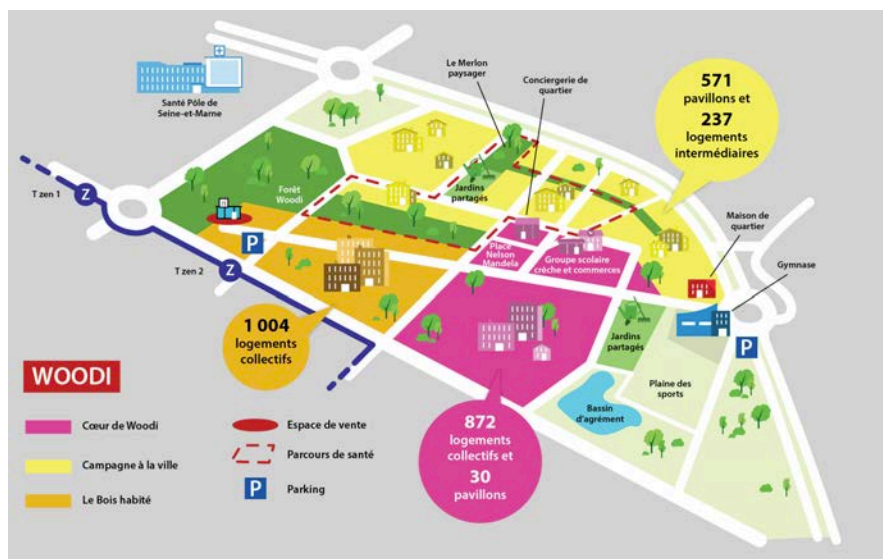 Santé Pôle de
Seine-et-Marne
Le Merlon
paysager
Conciergerie de
quartier
571
pavillons et
237
logements
intermédiaires
T zen 1
Z
Forêt
Woodi
Jardins
partagés
Maison de
quartier
Gymnase
P
T zen 2
Z
Place
Nelson
Mandela
Groupe scolaire
crèche et commerces
1 004
logements
collectifs
Jardins
partagés
P
Plaine des
sports
Bassin
d'agrément
WOODI
Cœur de Woodi
Campagne à la ville
Le Bois habité
Espace de vente
Parcours de santé
P
Parking
872
logements
collectifs et
30
pavillons